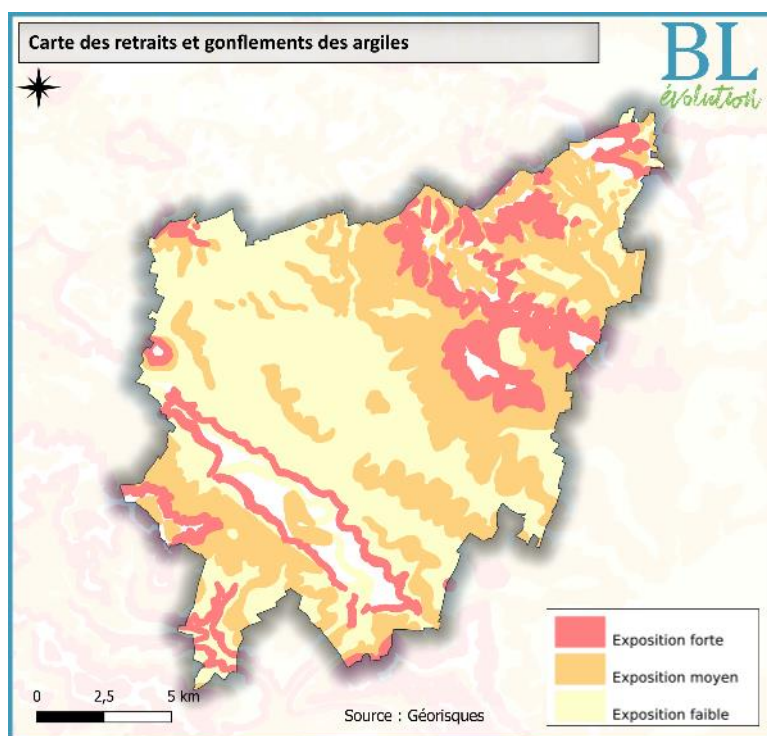 Carte des retraits et gonflements des argiles
BL
évolution
Exposition forte
Exposition moyen
Exposition faible
0 2,5 5 km
Source : Géorisques